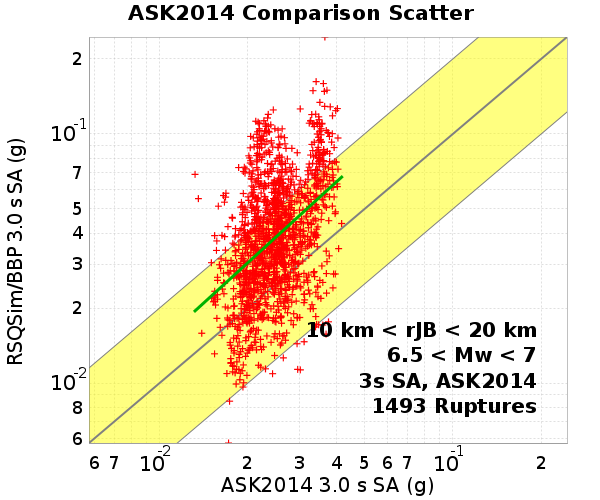 ASK2014 Comparison Scatter
RSQSim/BBP 3.0 s SA (g)
2
10-1
7
5
4
3
2
10-2
8
6
10 km < rJB < 20 km
6.5 < Mw < 7
3s SA, ASK2014
1493 Ruptures
6 7 10-2 2 3 4 5 6 7 10-1 2
ASK2014 3.0 s SA (g)